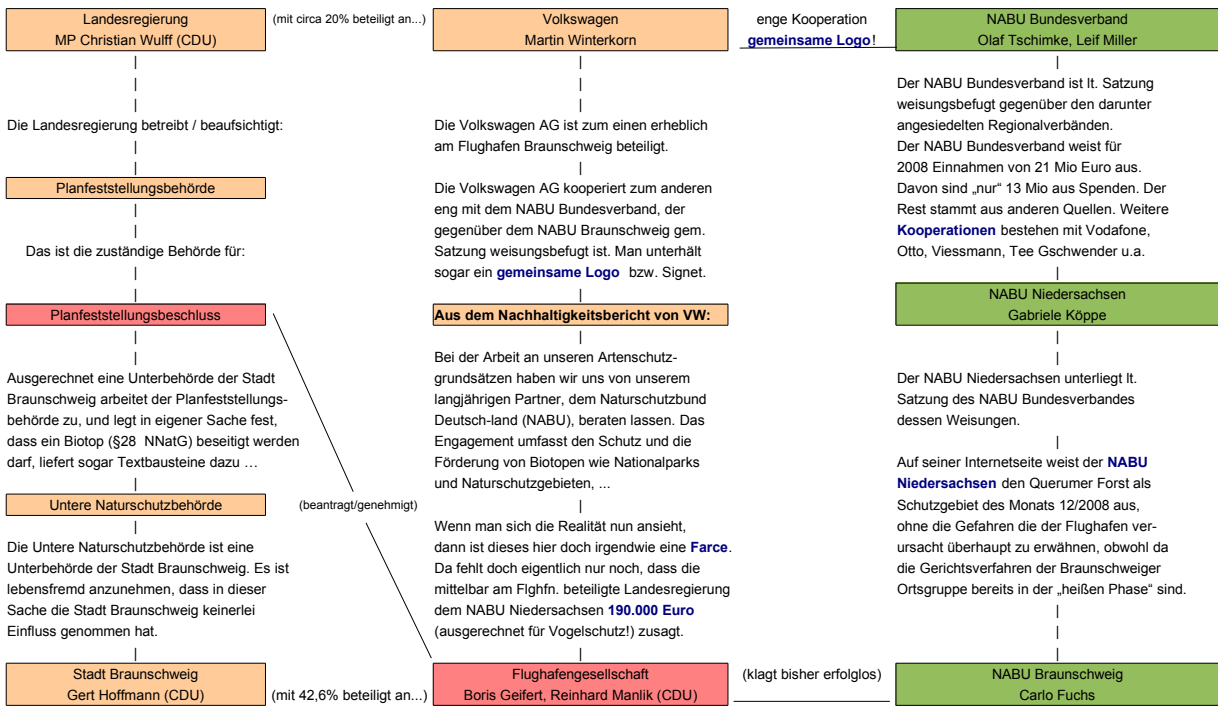 Landesregierung
MP Christian Wulff (CDU)
(mit circa 20% beteiligt an...)
Volkswagen
Martin Winterkorn
enge Kooperation
gemeinsame Logo!
NABU Bundesverband
Olaf Tschimke, Leif Miller
Die Landesregierung betreibt / beaufsichtigt:
Planfeststellungsbehörde
Das ist die zuständige Behörde für:
Planfeststellungsbeschluss
Ausgerechnet eine Unterbehörde der Stadt
Braunschweig arbeitet der Planfeststellungs-
behörde zu, und legt in eigener Sache fest,
dass ein Biotop (§28 NNatG) beseitigt werden
darf, liefert sogar Textbausteine dazu …
Untere Naturschutzbehörde
Die Untere Naturschutzbehörde ist eine
Unterbehörde der Stadt Braunschweig. Es ist
lebensfremd anzunehmen, dass in dieser
Sache die Stadt Braunschweig keinerlei
Einfluss genommen hat.
Stadt Braunschweig
Gert Hoffmann (CDU)
(mit 42,6% beteiligt an...)
(beantragt/genehmigt)
Die Volkswagen AG ist zum einen erheblich
am Flughafen Braunschweig beteiligt.
Die Volkswagen AG kooperiert zum anderen
eng mit dem NABU Bundesverband, der
gegenüber dem NABU Braunschweig gem.
Satzung weisungsbefugt ist. Man unterhält
sogar ein gemeinsame Logo bzw. Signet.
Aus dem Nachhaltigkeitsbericht von VW:
Bei der Arbeit an unseren Artenschutz-
grundsätzen haben wir uns von unserem
langjährigen Partner, dem Naturschutzbund
Deutsch-land (NABU), beraten lassen. Das
Engagement umfasst den Schutz und die
Förderung von Biotopen wie Nationalparks
und Naturschutzgebieten, ...
Wenn man sich die Realität nun ansieht,
dann ist dieses hier doch irgendwie eine Farce.
Da fehlt doch eigentlich nur noch, dass die
mittelbar am Flghfn. beteiligte Landesregierung
dem NABU Niedersachsen 190.000 Euro
(ausgerechnet für Vogelschutz!) zusagt.
Flughafengesellschaft
Boris Geifert, Reinhard Manlik (CDU)
(klagt bisher erfolglos)
Der NABU Bundesverband ist lt. Satzung
weisungsbefugt gegenüber den darunter
angesiedelten Regionalverbänden.
Der NABU Bundesverband weist für
2008 Einnahmen von 21 Mio Euro aus.
Davon sind „nur“ 13 Mio aus Spenden. Der
Rest stammt aus anderen Quellen. Weitere
Kooperationen bestehen mit Vodafone,
Otto, Viessmann, Tee Gschwender u.a.
NABU Niedersachsen
Gabriele Köppe
Der NABU Niedersachsen unterliegt lt.
Satzung des NABU Bundesverbandes
dessen Weisungen.
Auf seiner Internetseite weist der NABU
Niedersachsen den Querumer Forst als
Schutzgebiet des Monats 12/2008 aus,
ohne die Gefahren die der Flughafen ver-
ursacht überhaupt zu erwähnen, obwohl da
die Gerichtsverfahren der Braunschweiger
Ortsgruppe bereits in der „heißen Phase“ sind.
NABU Braunschweig
Carlo Fuchs